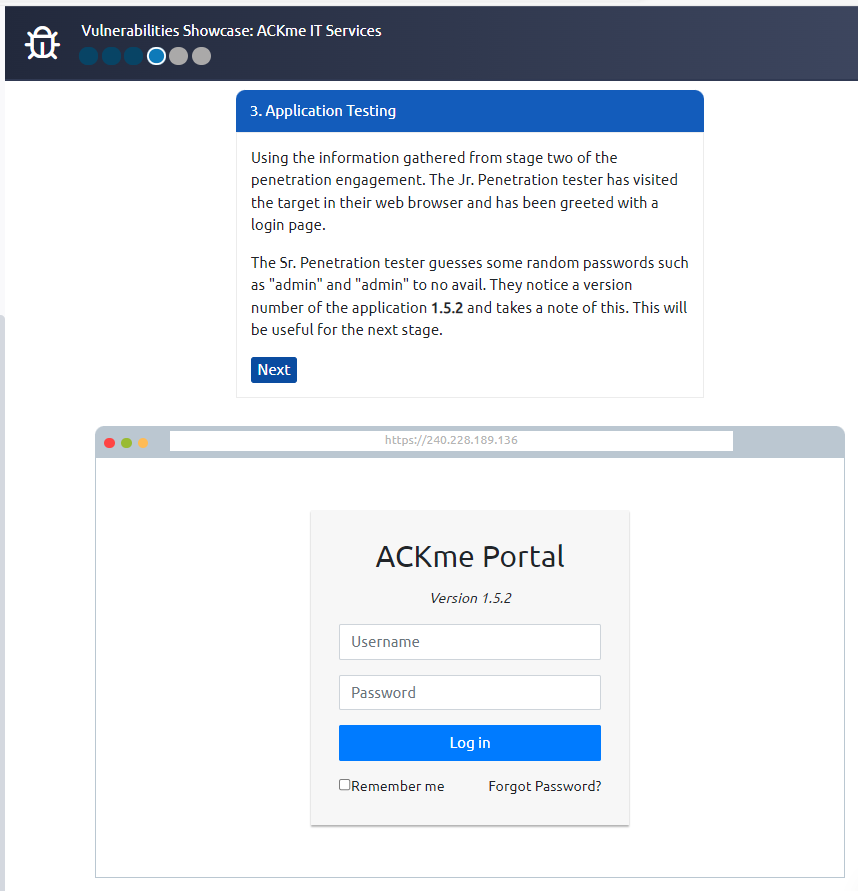 Vulnerabilities Showcase: ACKme IT Services
3. Application Testing
Using the information gathered from stage two of the
penetration engagement. The Jr. Penetration tester has visited
the target in their web browser and has been greeted with a
login page.
The Sr. Penetration tester guesses some random passwords such
as "admin" and "admin" to no avail. They notice a version
number of the application 1.5.2 and takes a note of this. This will
be useful for the next stage.
Next
https://240.228.189.136
ACKme Portal
Version 1.5.2
Username
Password
Log in
Remember me Forgot Password?